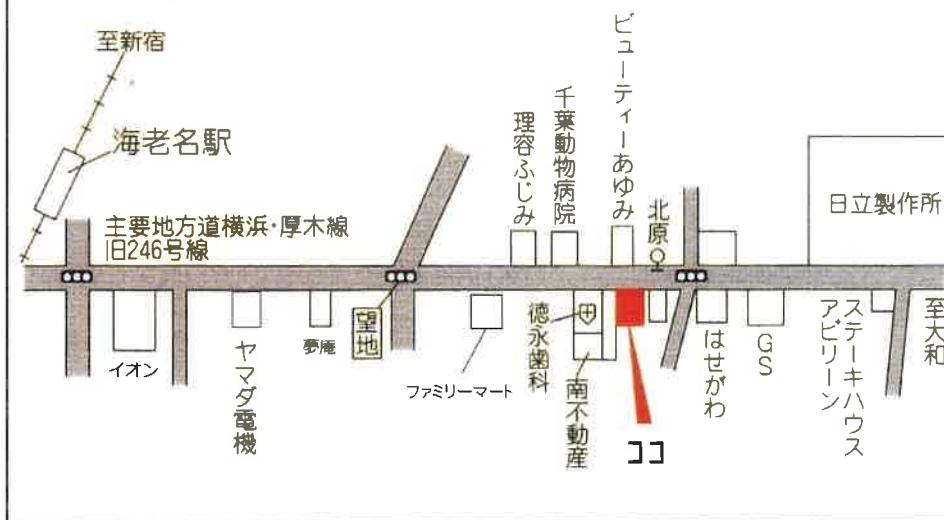 至新宿
海老名駅
主要地方道横浜・厚木線
旧246号線
理容ふじみ
千葉動物病院
ビューティーあゆみ
北原
日立製作所
イオン
ヤマダ電機
夢庵
望地
ファミリーマート
徳永歯科
南不動産
ココ
はせがわ
GS
ステーキハウス
アビリーン
至大和